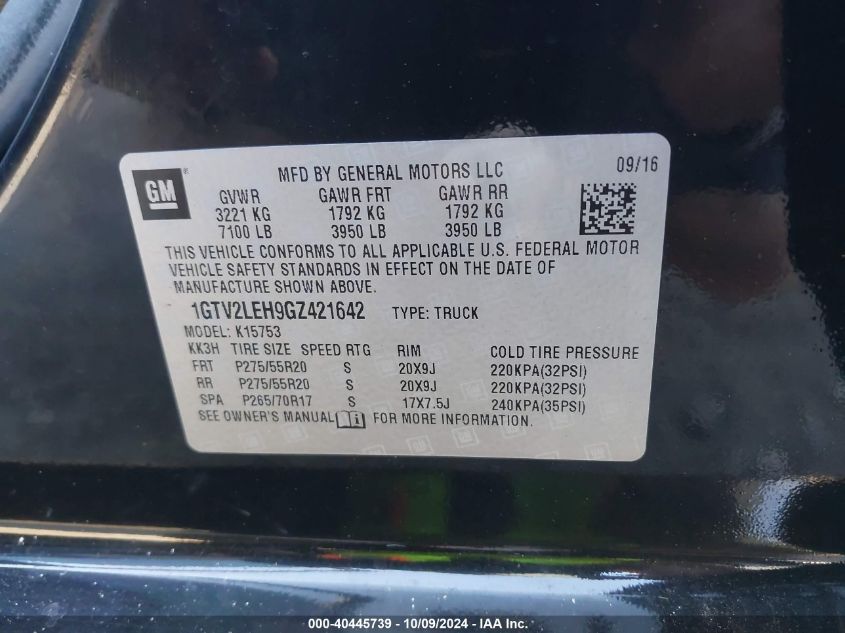 GM
MFD BY GENERAL MOTORS LLC
09/16
GVWR GAWR FRT GAWR RR
3221 KG 1792 KG 1792 KG
7100 LB 3950 LB 3950 LB
THIS VEHICLE CONFORMS TO ALL APPLICABLE U.S. FEDERAL MOTOR
VEHICLE SAFETY STANDARDS IN EFFECT ON THE DATE OF
MANUFACTURE SHOWN ABOVE.
1GTV2LEH9GZ421642 TYPE: TRUCK
MODEL: K15753
KK3H TIRE SIZE SPEED RTG RIM COLD TIRE PRESSURE
FRT P275/55R20 S 20X9J 220KPA(32PSI)
RR P275/55R20 S 20X9J 220KPA(32PSI)
SPA P265/70R17 S 17X7.5J 240KPA(35PSI)
SEE OWNER'S MANUAL FOR MORE INFORMATION.
000-40445739 - 10/09/2024 - IAA Inc.